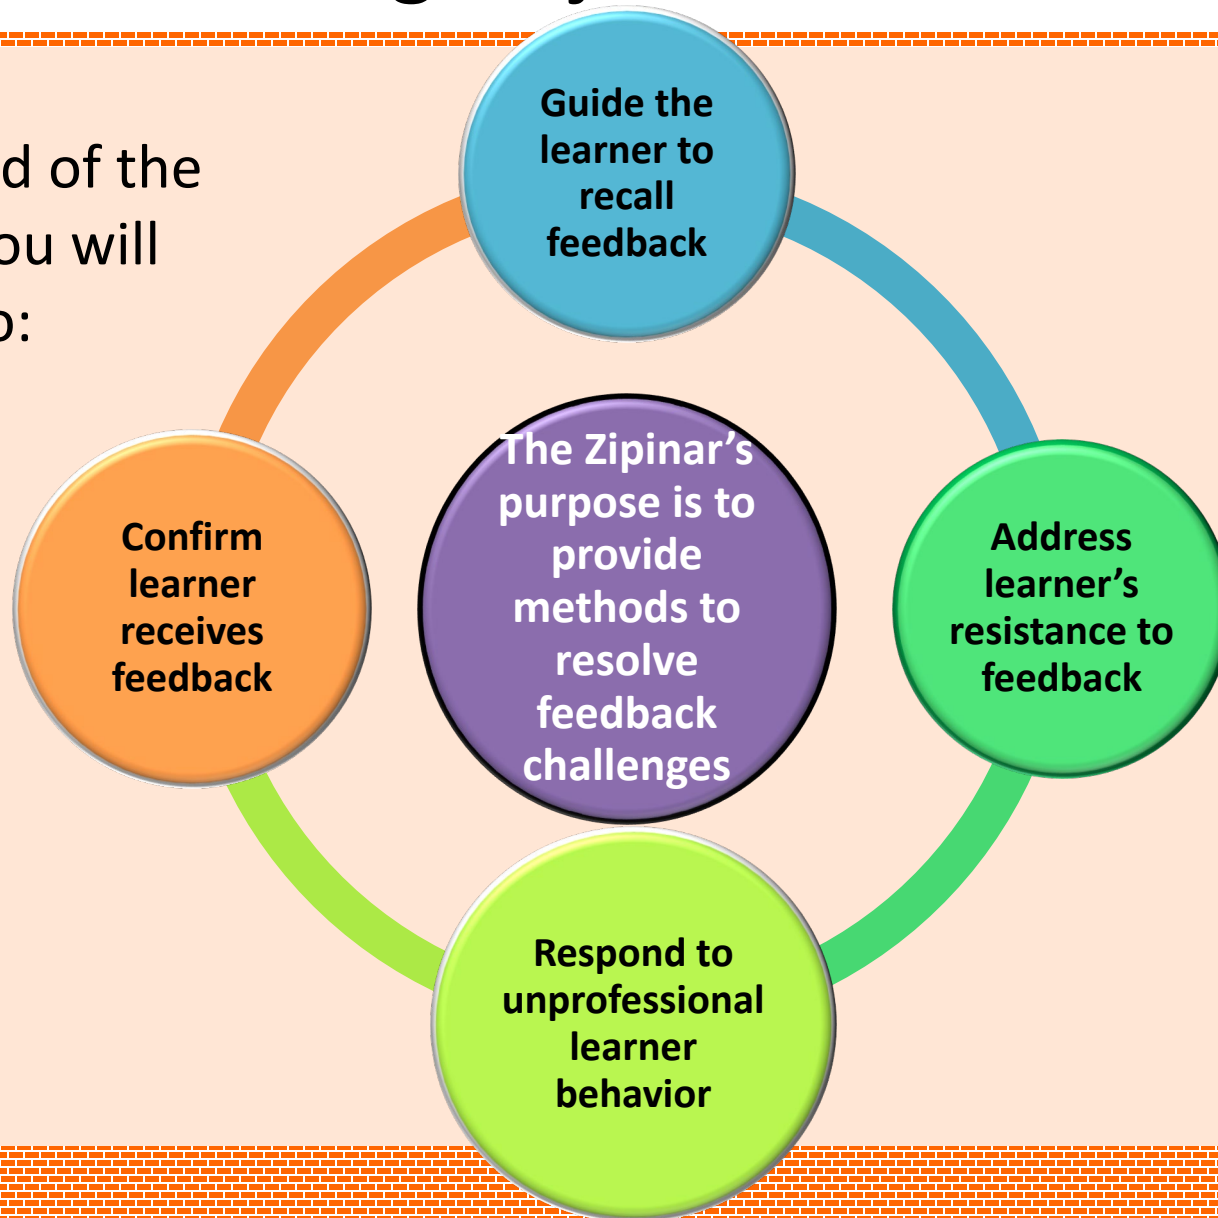 d of the
ou will
o:
Guide the
learner to
recall
feedback
Address
learner's
resistance to
feedback
Respond to
unprofessional
learner
behavior
Confirm
learner
receives
feedback
The Zipinar's
purpose is to
provide
methods to
resolve
feedback
challenges